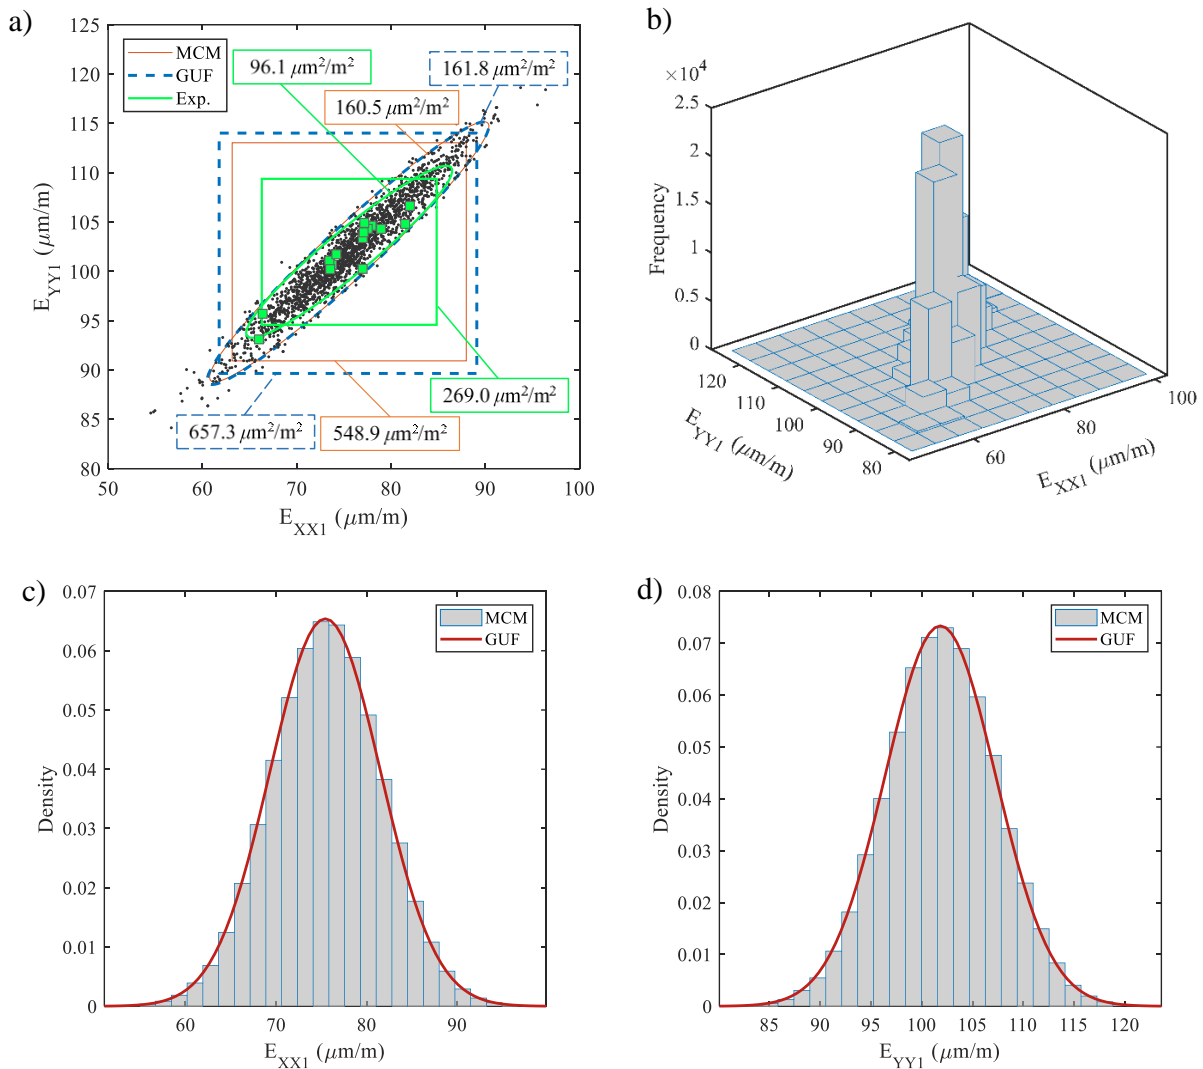 a)
125
120
115
110
105
100
95
90
85
80
50
60
70
80
90
100
E_YY1 (μm/m)
E_XX1 (μm/m)
MCM
GUF
Exp.
96.1 μm²/m²
161.8 μm²/m²
160.5 μm²/m²
269.0 μm²/m²
657.3 μm²/m²
548.9 μm²/m²
b)
×10⁴
2.5
2
1.5
1
0.5
0
Frequency
120
110
100
90
80
E_YY1 (μm/m)
60
80
100
E_XX1 (μm/m)
c)
0.07
0.06
0.05
0.04
0.03
0.02
0.01
0
Density
60
70
80
90
E_XX1 (μm/m)
MCM
GUF
d)
0.08
0.07
0.06
0.05
0.04
0.03
0.02
0.01
0
Density
85
90
95
100
105
110
115
120
E_YY1 (μm/m)
MCM
GUF